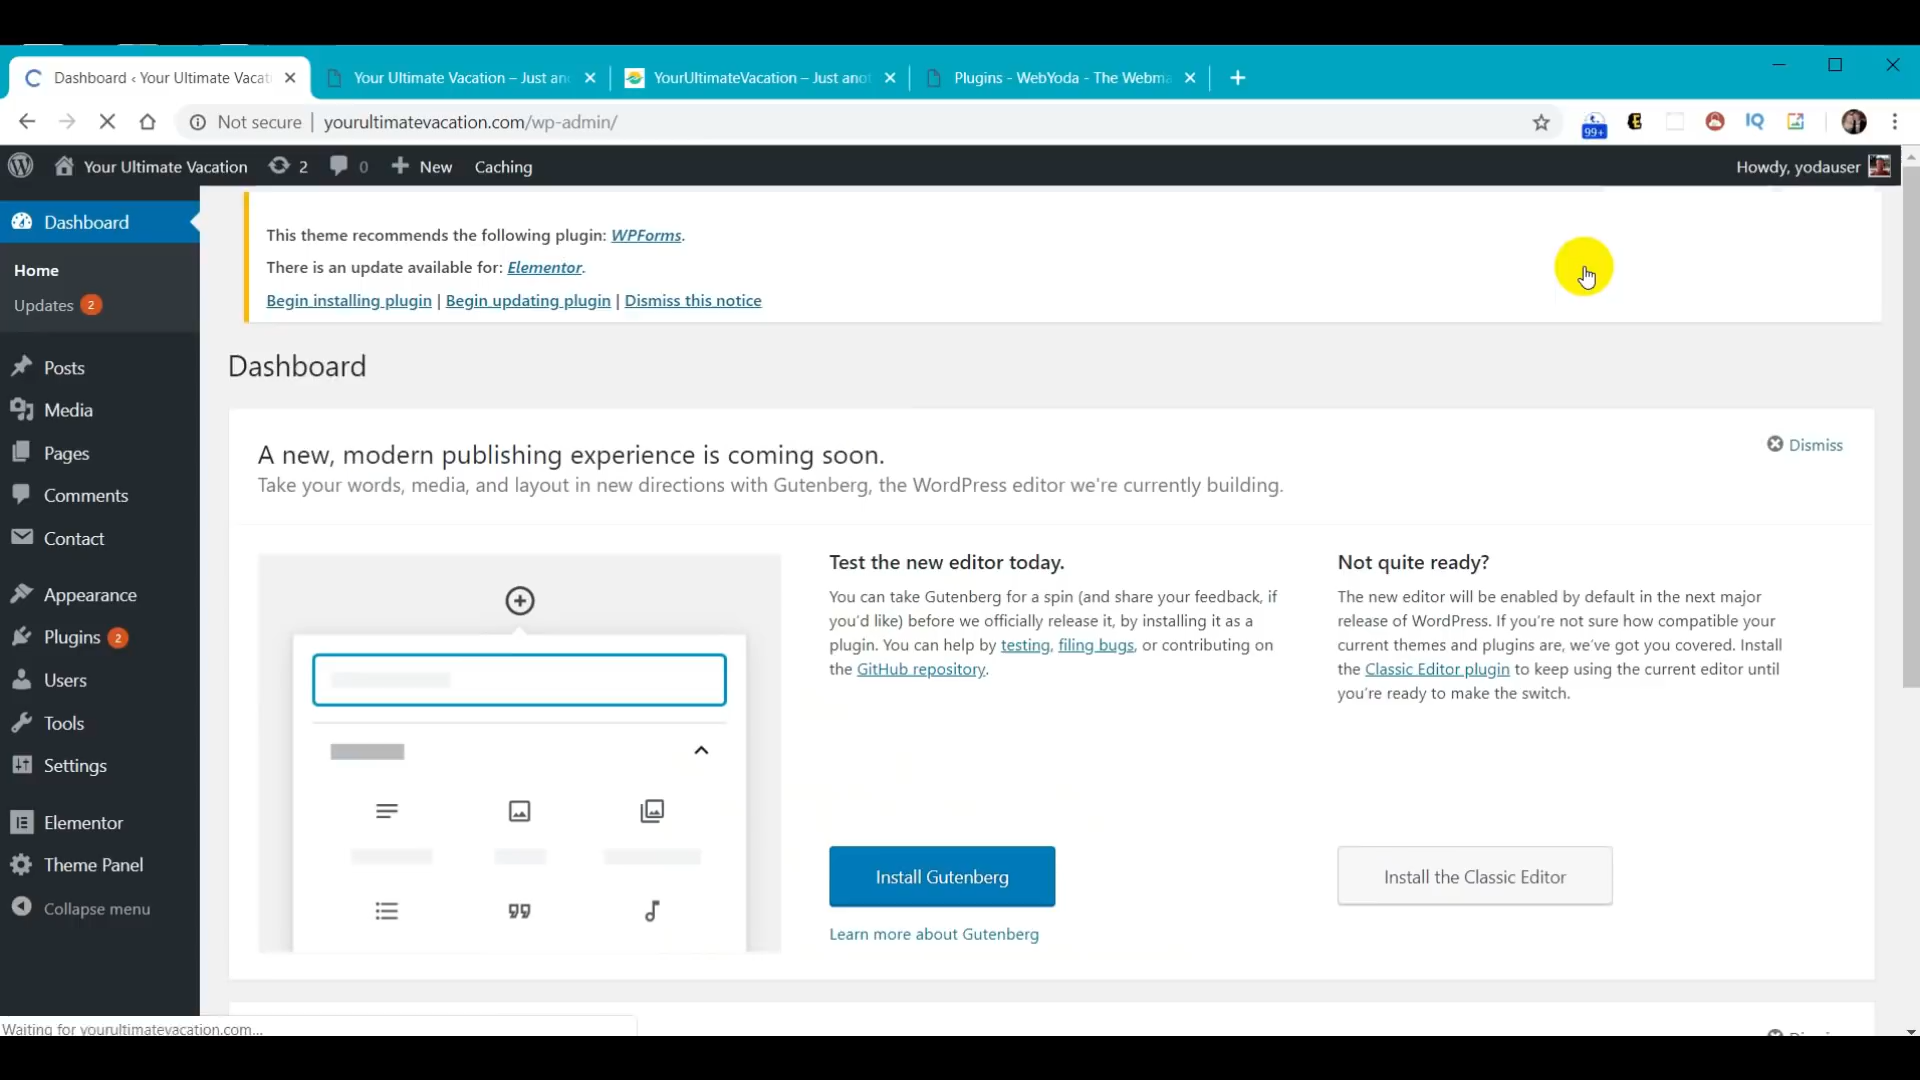 Dashboard ‹ Your Ultimate Vacati
Your Ultimate Vacation – Just an
YourUltimateVacation – Just anot
Plugins - WebYoda - The Webma
Not secure | yourultimatevacation.com/wp-admin/
99+
IQ
Your Ultimate Vacation 2 0 New Caching
Howdy, yodauser
Dashboard
Home
Updates 2
Posts
Media
Pages
Comments
Contact
Appearance
Plugins 2
Users
Tools
Settings
Elementor
Theme Panel
Collapse menu
This theme recommends the following plugin: WPForms.
There is an update available for: Elementor.
Begin installing plugin | Begin updating plugin | Dismiss this notice
Dashboard
A new, modern publishing experience is coming soon.
Dismiss
Take your words, media, and layout in new directions with Gutenberg, the WordPress editor we're currently building.
Test the new editor today.
You can take Gutenberg for a spin (and share your feedback, if
you'd like) before we officially release it, by installing it as a
plugin. You can help by testing, filing bugs, or contributing on
the GitHub repository.
Install Gutenberg
Learn more about Gutenberg
Not quite ready?
The new editor will be enabled by default in the next major
release of WordPress. If you're not sure how compatible your
current themes and plugins are, we've got you covered. Install
the Classic Editor plugin to keep using the current editor until
you're ready to make the switch.
Install the Classic Editor
Waiting for yourultimatevacation.com...